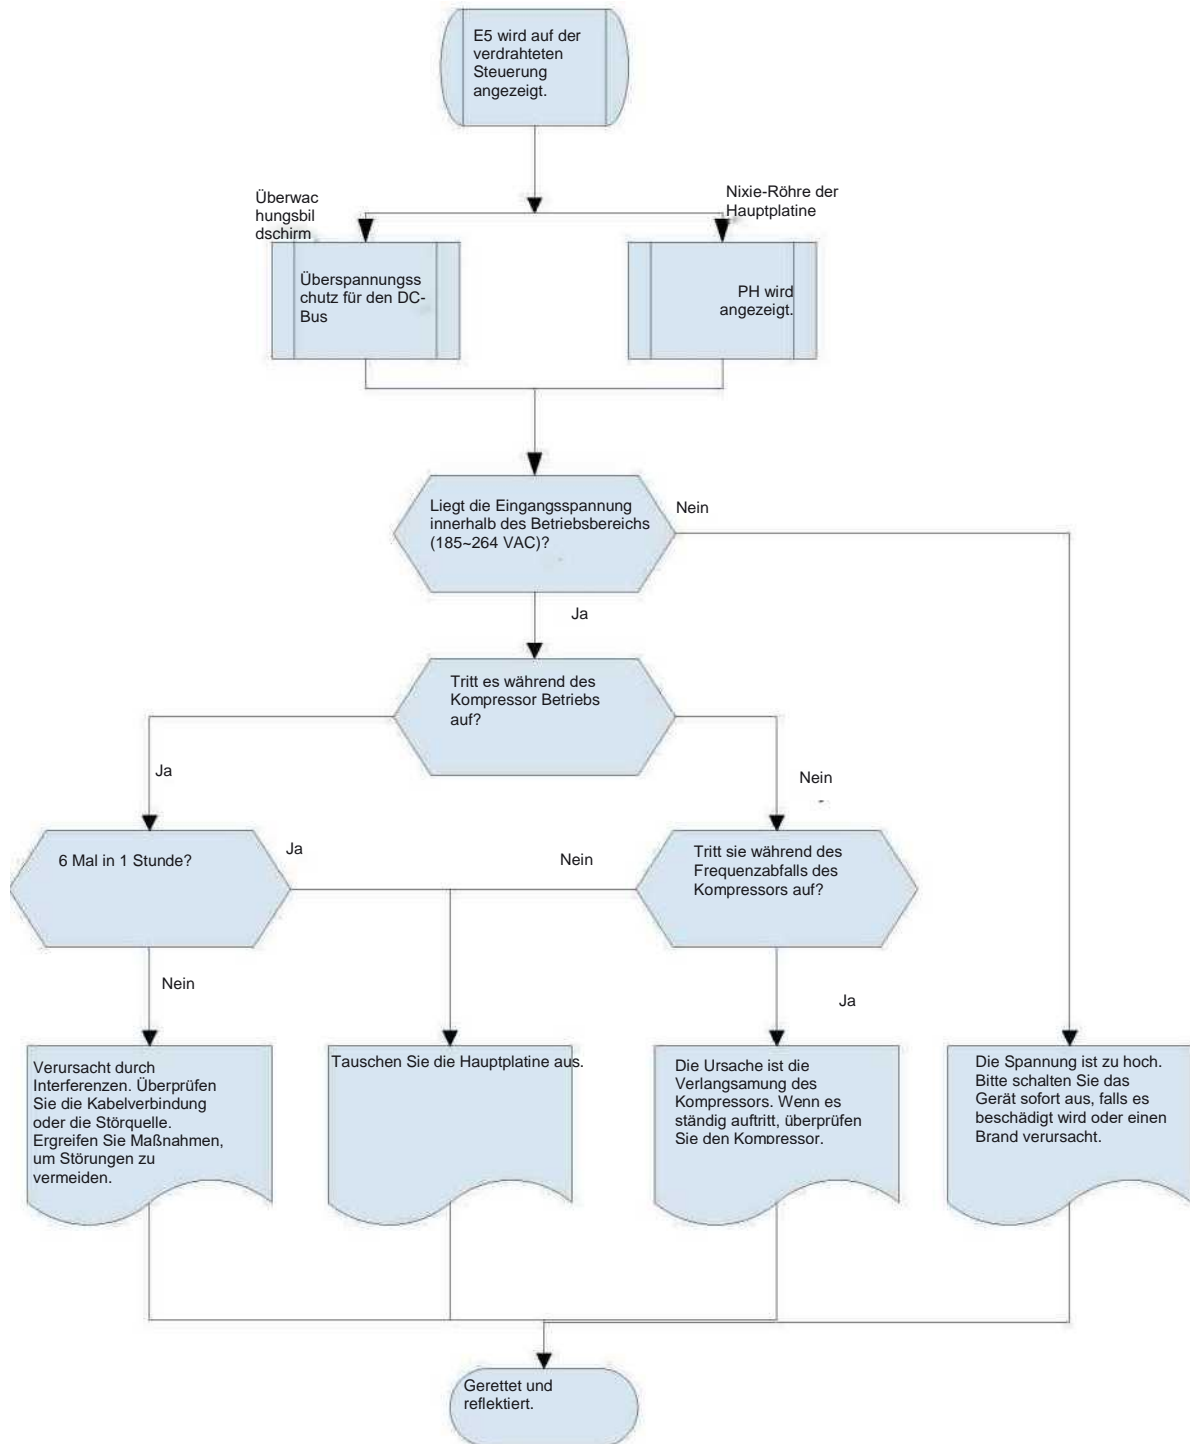 E5 wird auf der
verdrahteten
Steuerung
angezeigt.
Überwac
hungsbil
dschirm
Nixie-Röhre der
Hauptplatine
Überspannungss
chutz für den DC-
Bus
PH wird
angezeigt.
Liegt die Eingangsspannung
innerhalb des Betriebsbereichs
(185~264 VAC)?
Nein
Ja
Tritt es während des
Kompressor Betriebs
auf?
Ja
Nein
6 Mal in 1 Stunde?
Ja
Nein
Tritt sie während des
Frequenzabfalls des
Kompressors auf?
Nein
Ja
Verursacht durch
Interferenzen. Überprüfen
Sie die Kabelverbindung
oder die Störquelle.
Ergreifen Sie Maßnahmen,
um Störungen zu
vermeiden.
Tauschen Sie die Hauptplatine aus.
Die Ursache ist die
Verlangsamung des
Kompressors. Wenn es
ständig auftritt, überprüfen
Sie den Kompressor.
Die Spannung ist zu hoch.
Bitte schalten Sie das
Gerät sofort aus, falls es
beschädigt wird oder einen
Brand verursacht.
Gerettet und
reflektiert.